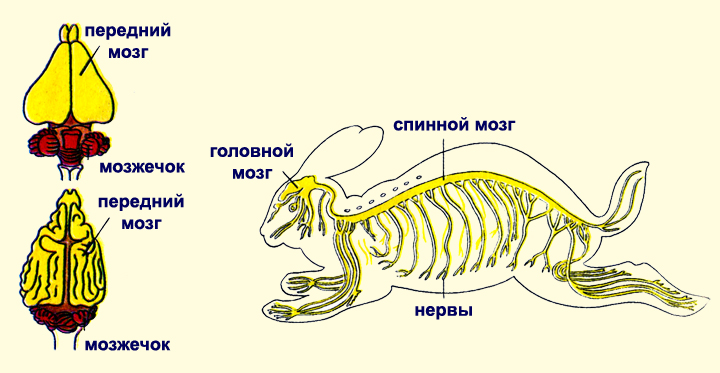 передний
мозг
мозжечок
передний
мозг
мозжечок
головной
мозг
спинной мозг
нервы